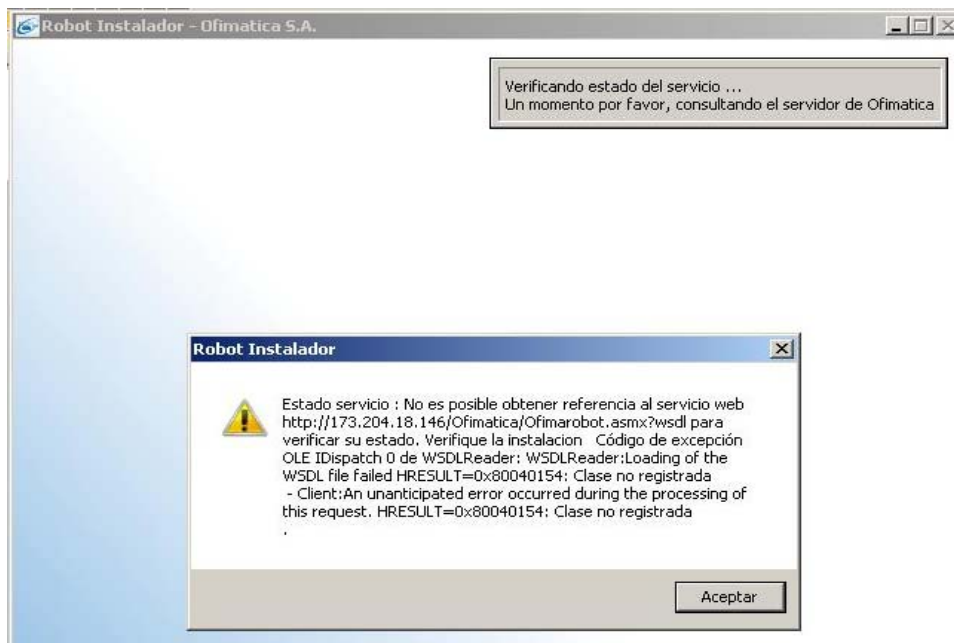 Robot Instalador - Ofimatica S.A.
Verificando estado del servicio ...
Un momento por favor, consultando el servidor de Ofimatica
Robot Instalador
Estado servicio : No es posible obtener referencia al servicio web
http://173.204.18.146/Ofimatica/Ofimarobot.asmx?wsdl para
verificar su estado. Verifique la instalacion   Código de excepción
OLE IDispatch 0 de WSDLReader: WSDLReader:Loading of the
WSDL file failed HRESULT=0x80040154: Clase no registrada
- Client:An unanticipated error occurred during the processing of
this request. HRESULT=0x80040154: Clase no registrada
.
Aceptar